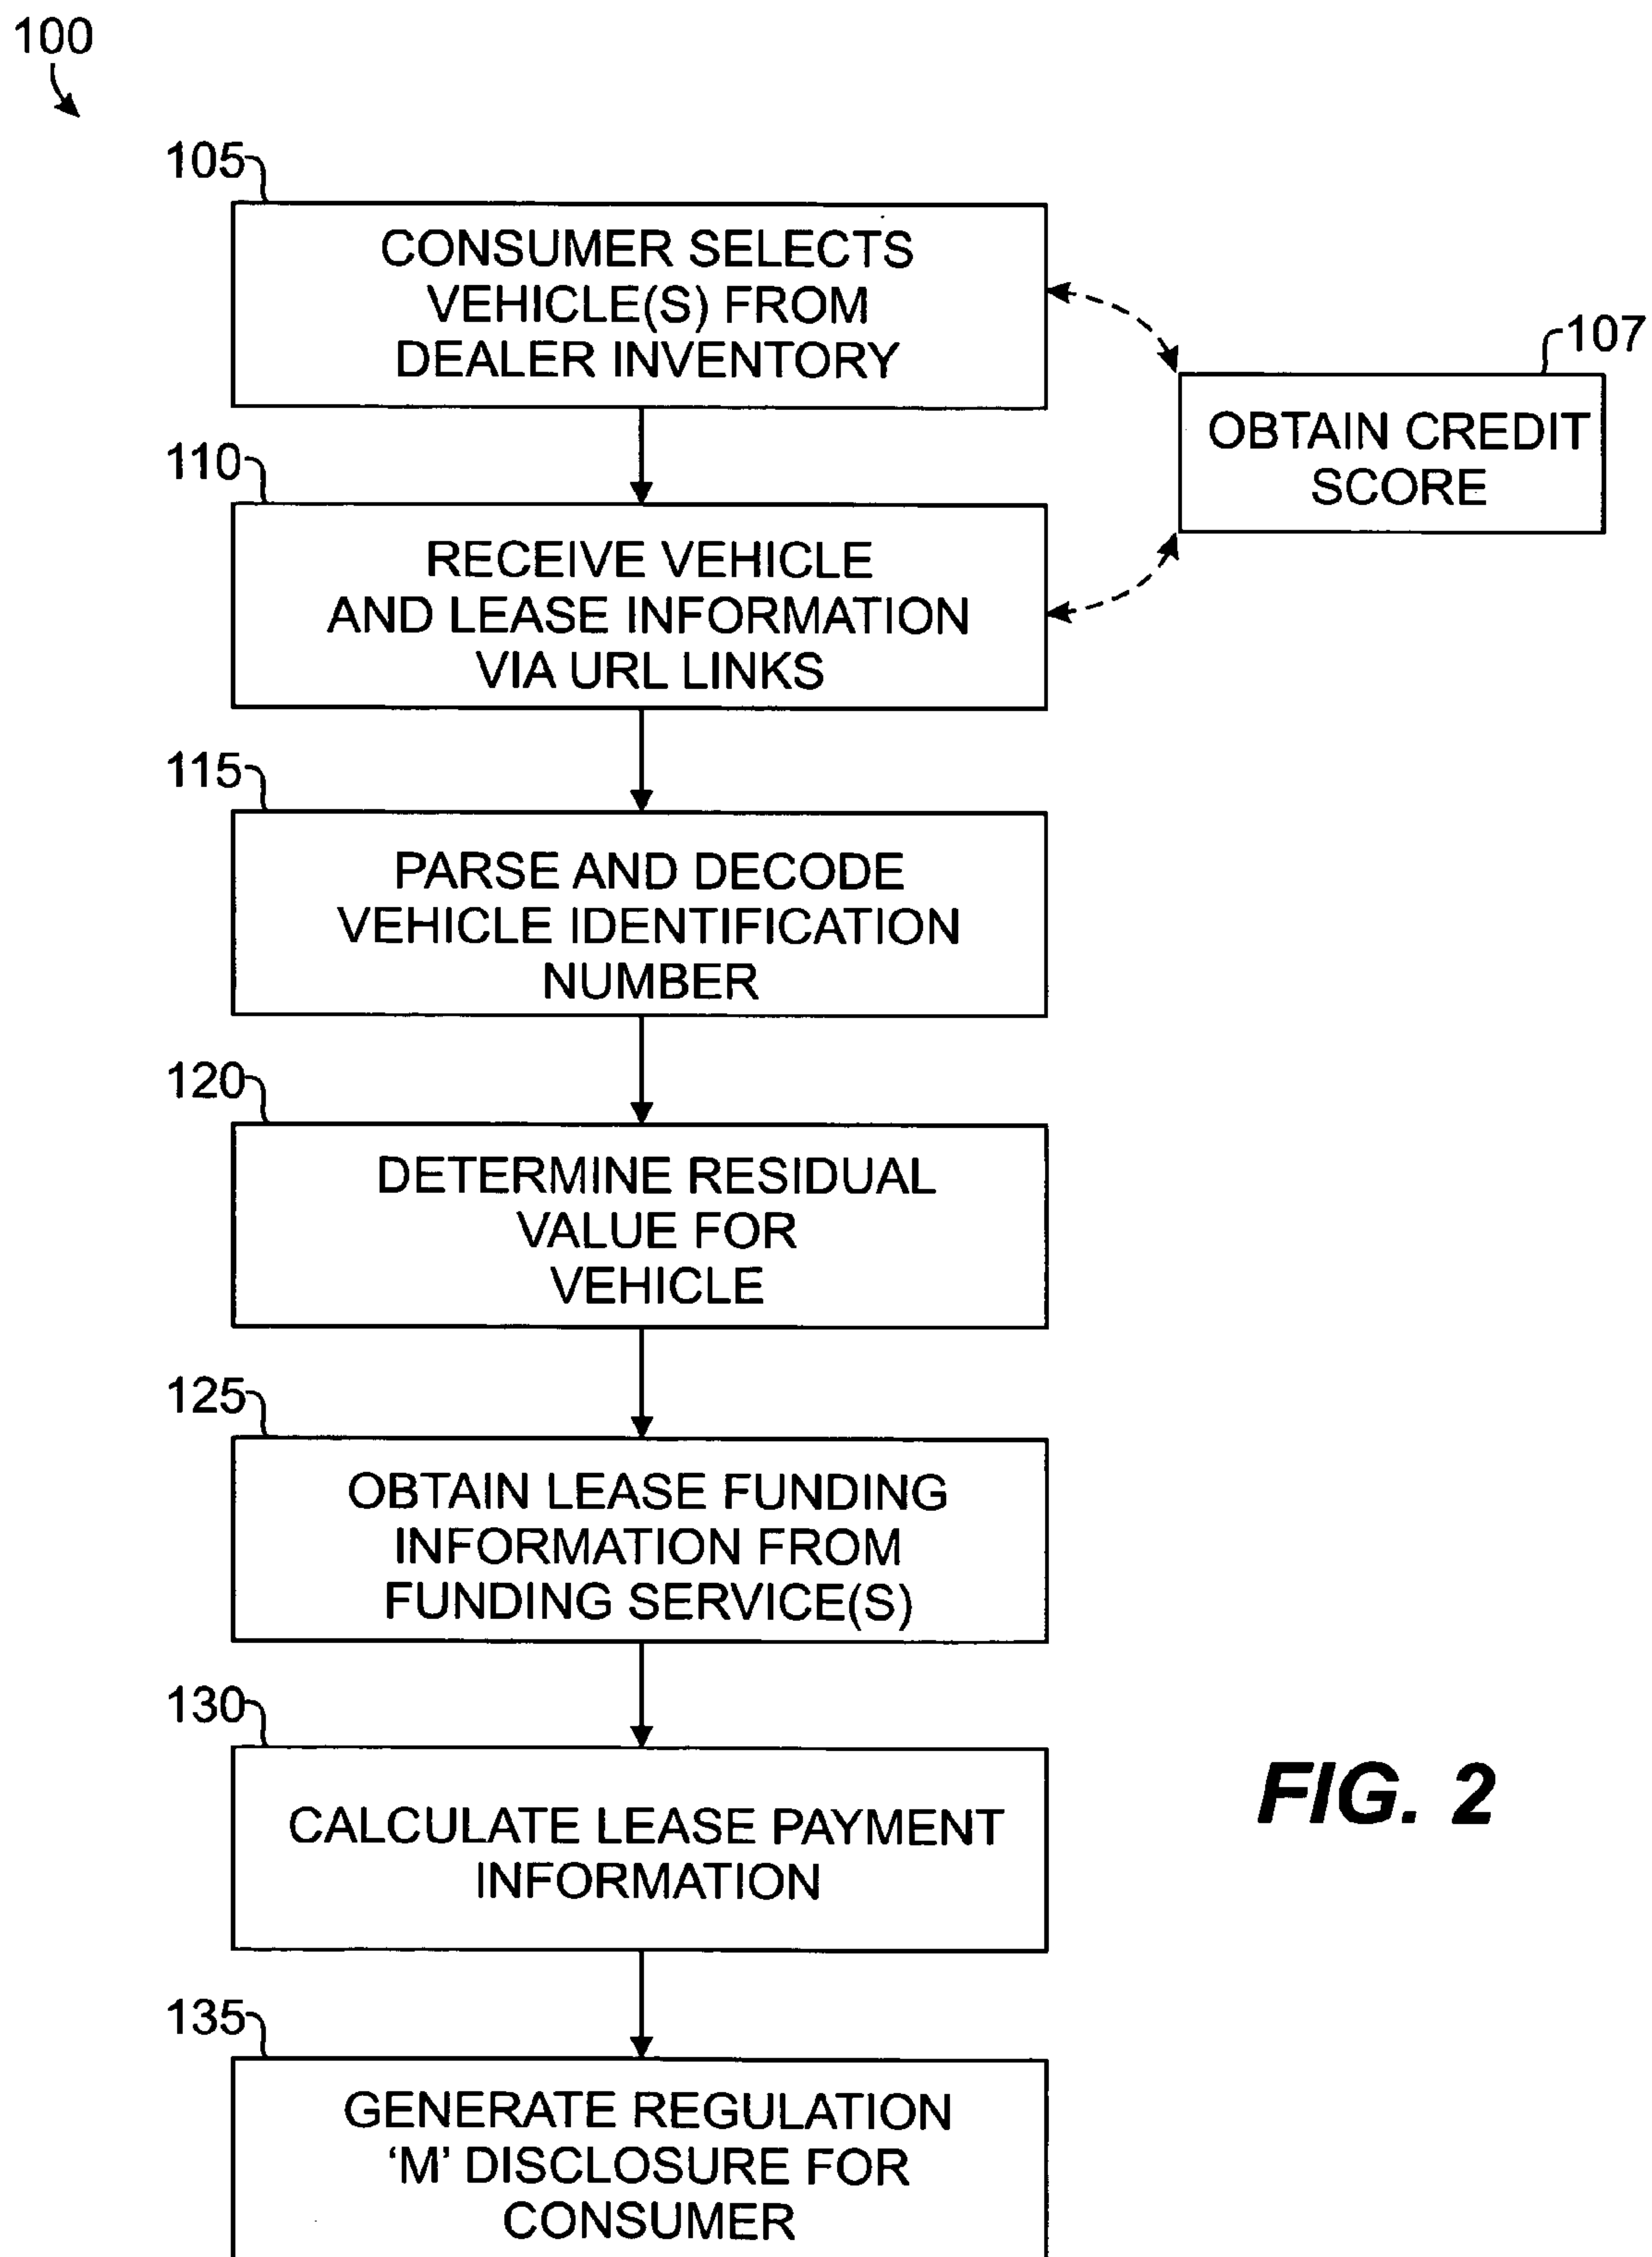 100
105
CONSUMER SELECTS
VEHICLE(S) FROM
DEALER INVENTORY
107
OBTAIN CREDIT
SCORE
110
RECEIVE VEHICLE
AND LEASE INFORMATION
VIA URL LINKS
115
PARSE AND DECODE
VEHICLE IDENTIFICATION
NUMBER
120
DETERMINE RESIDUAL
VALUE FOR
VEHICLE
125
OBTAIN LEASE FUNDING
INFORMATION FROM
FUNDING SERVICE(S)
130
CALCULATE LEASE PAYMENT
INFORMATION
FIG. 2
135
GENERATE REGULATION
‘M’ DISCLOSURE FOR
CONSUMER